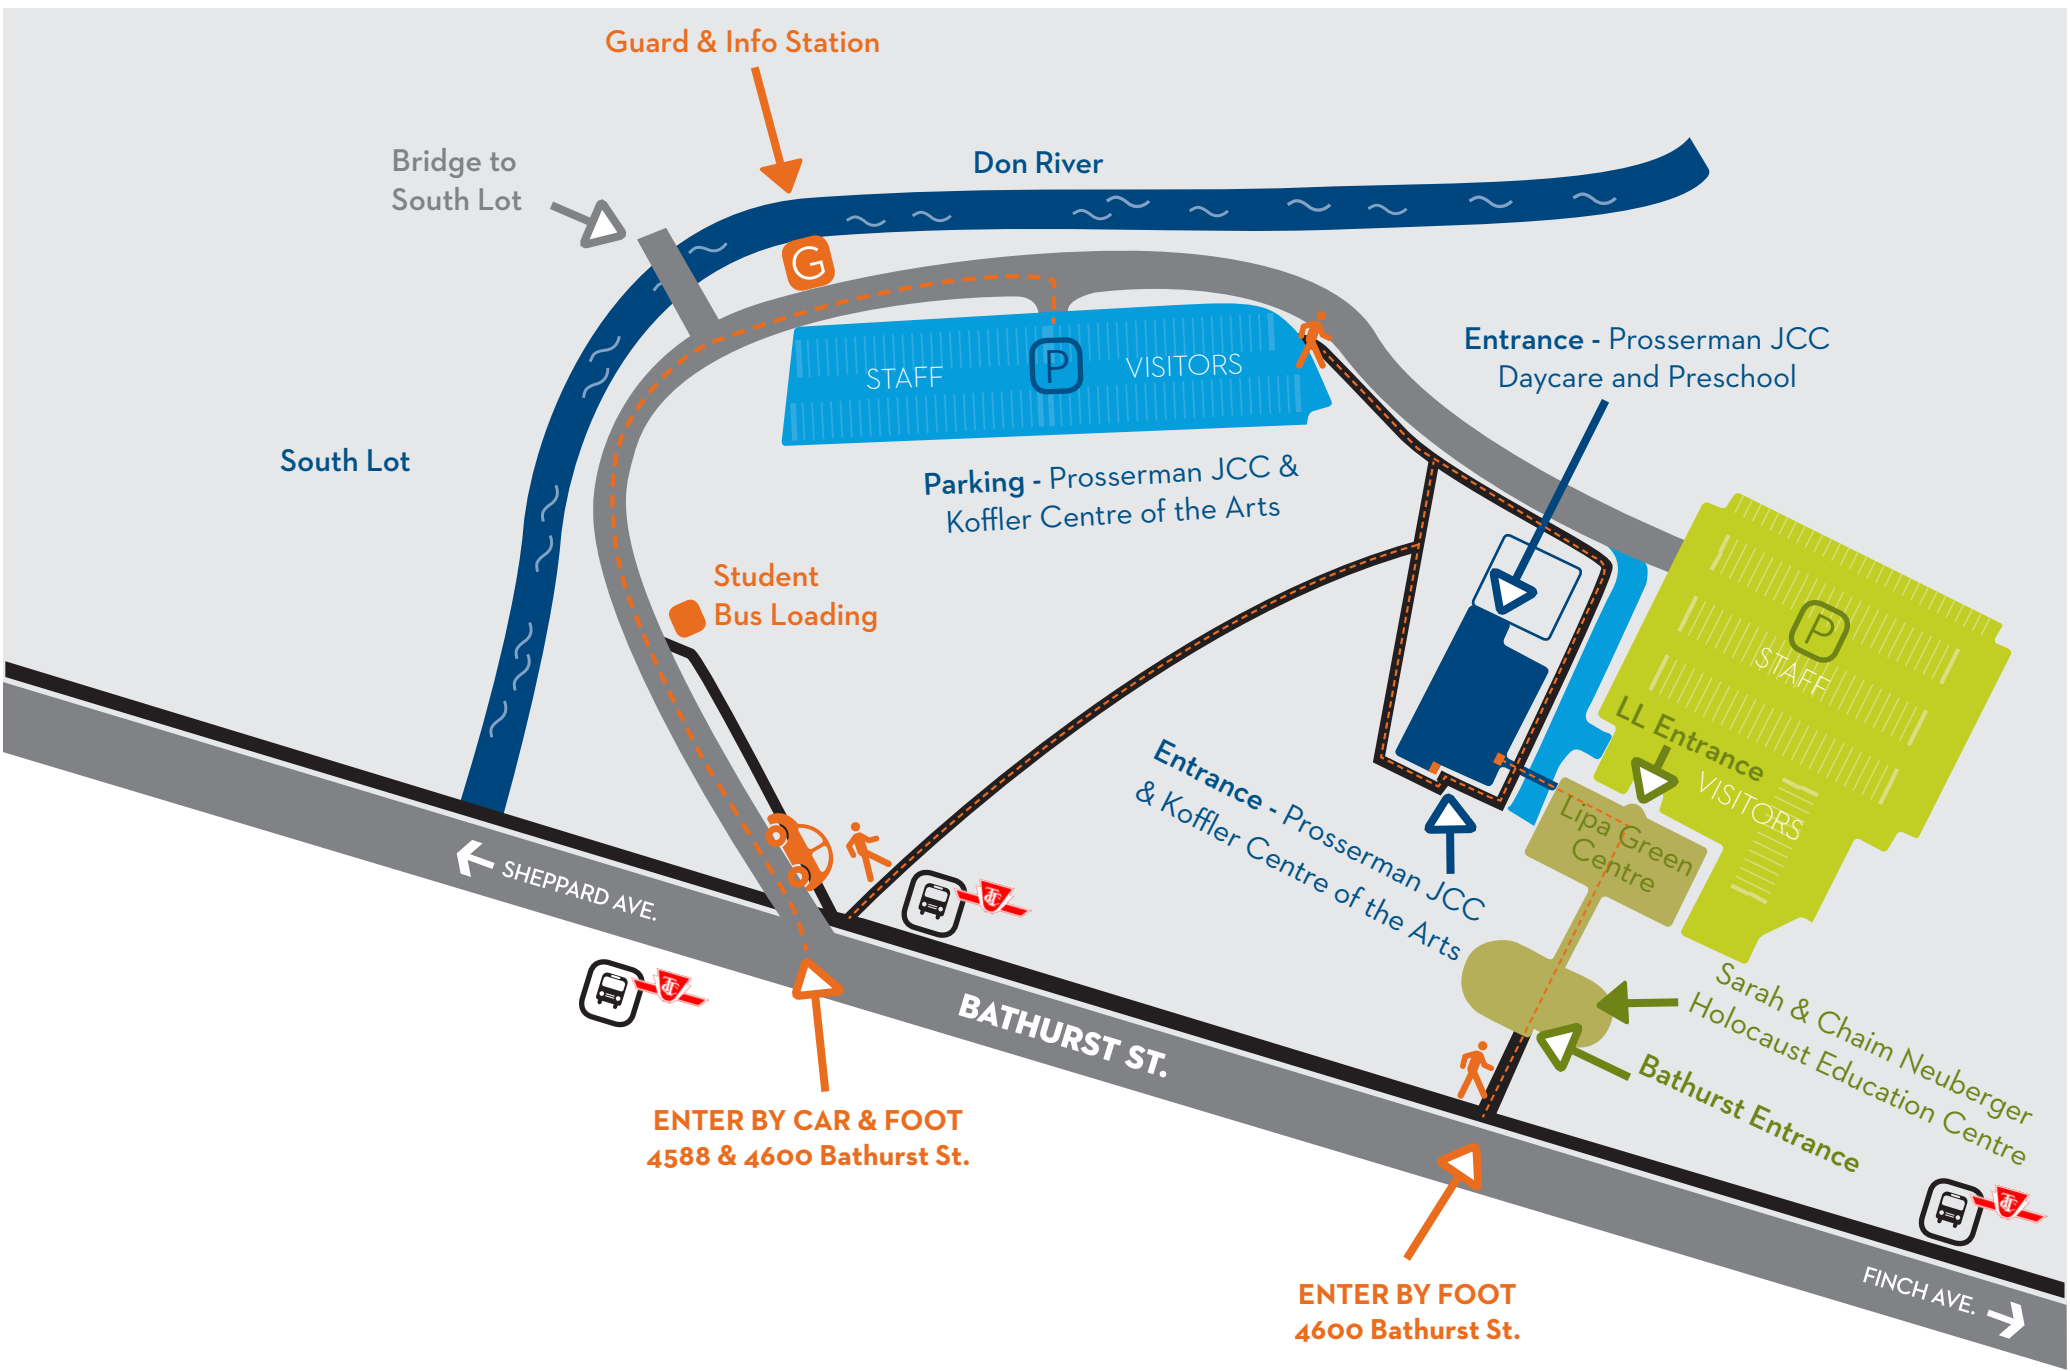 Guard & Info Station
Bridge to
South Lot
Don River
G
Entrance - Prosserman JCC
Daycare and Preschool
STAFF
P
VISITORS
South Lot
Parking - Prosserman JCC &
Koffler Centre of the Arts
Student
Bus Loading
P
STAFF
LL Entrance
VISITORS
Entrance - Prosserman JCC
& Koffler Centre of the Arts
Lipa Green
Centre
SHEPPARD AVE.
TTC
TTC
BATHURST ST.
Sarah & Chaim Neuberger
Holocaust Education Centre
Bathurst Entrance
ENTER BY CAR & FOOT
4588 & 4600 Bathurst St.
TTC
FINCH AVE.
ENTER BY FOOT
4600 Bathurst St.